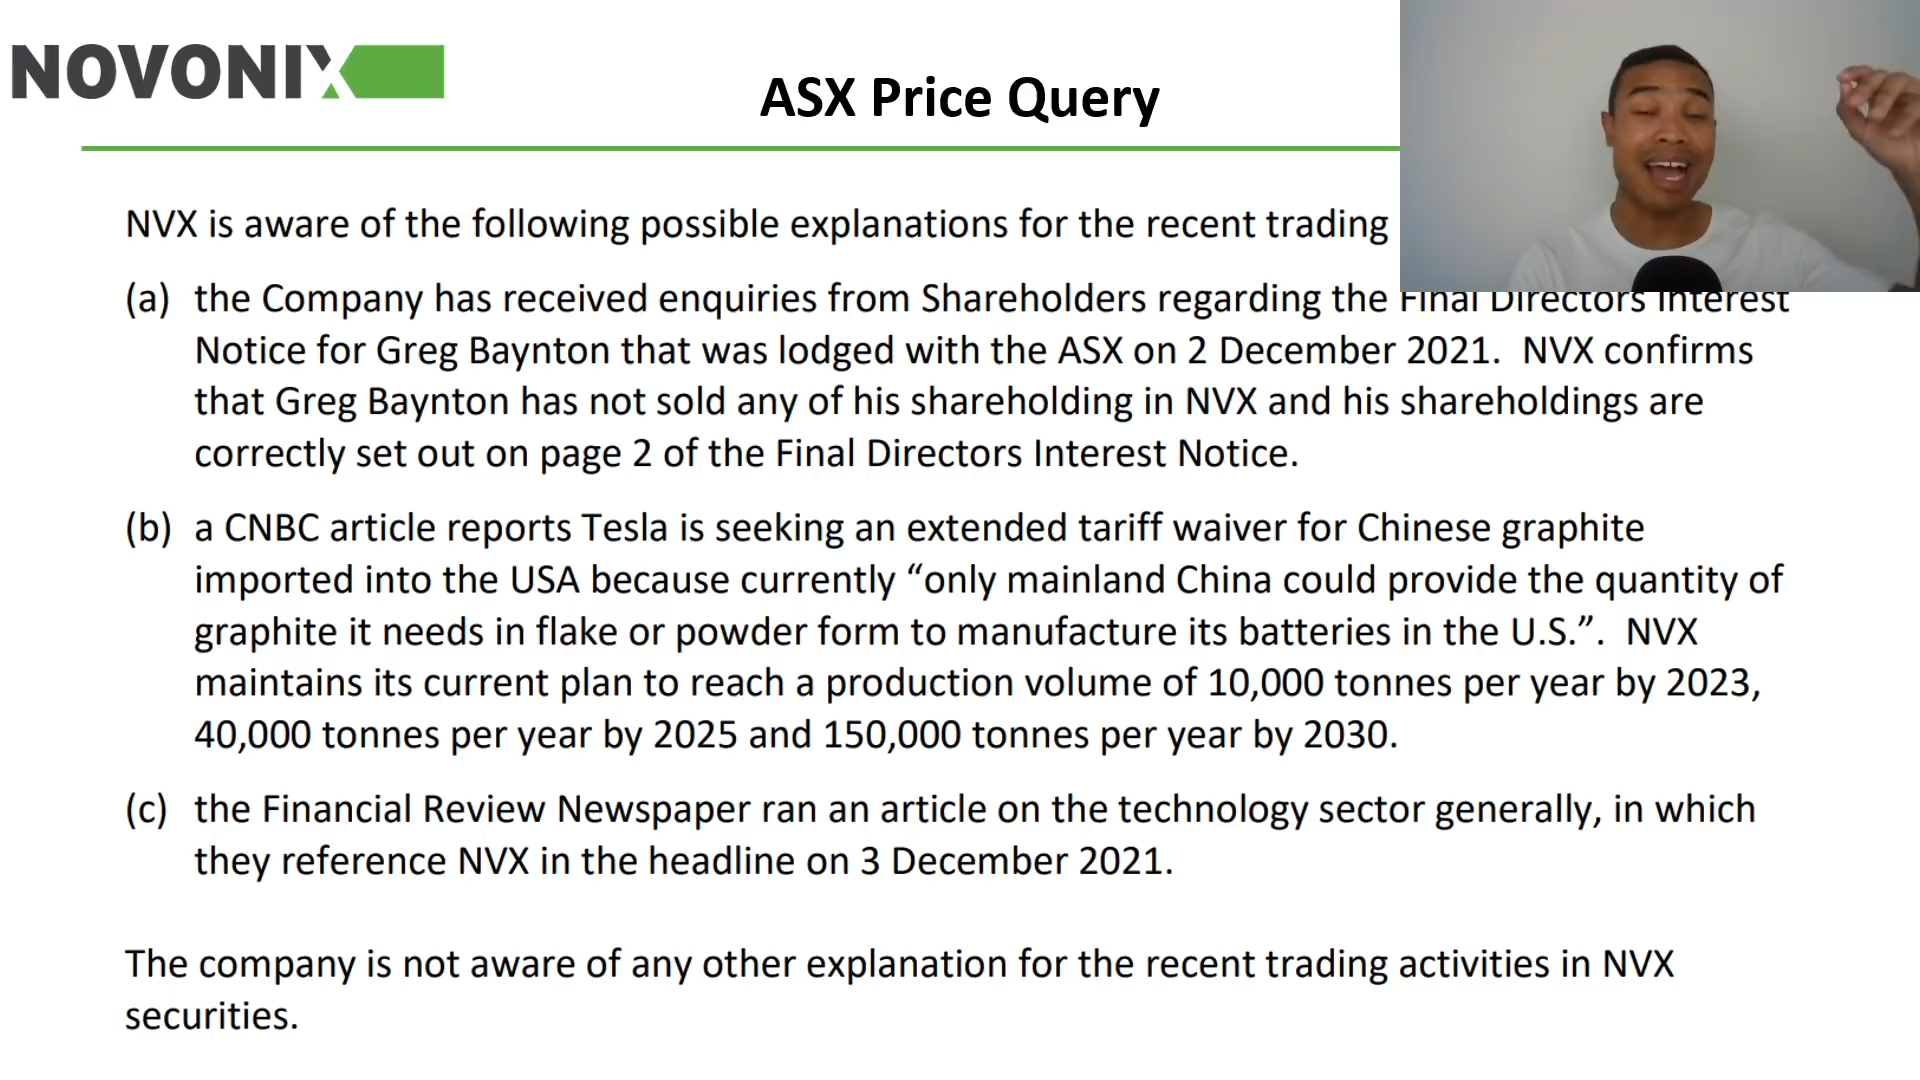 NOVONIX
ASX Price Query
NVX is aware of the following possible explanations for the recent trading
(a) the Company has received enquiries from Shareholders regarding the Final Directors Interest
Notice for Greg Baynton that was lodged with the ASX on 2 December 2021. NVX confirms
that Greg Baynton has not sold any of his shareholding in NVX and his shareholdings are
correctly set out on page 2 of the Final Directors Interest Notice.
(b) a CNBC article reports Tesla is seeking an extended tariff waiver for Chinese graphite
imported into the USA because currently “only mainland China could provide the quantity of
graphite it needs in flake or powder form to manufacture its batteries in the U.S.”. NVX
maintains its current plan to reach a production volume of 10,000 tonnes per year by 2023,
40,000 tonnes per year by 2025 and 150,000 tonnes per year by 2030.
(c) the Financial Review Newspaper ran an article on the technology sector generally, in which
they reference NVX in the headline on 3 December 2021.
The company is not aware of any other explanation for the recent trading activities in NVX
securities.